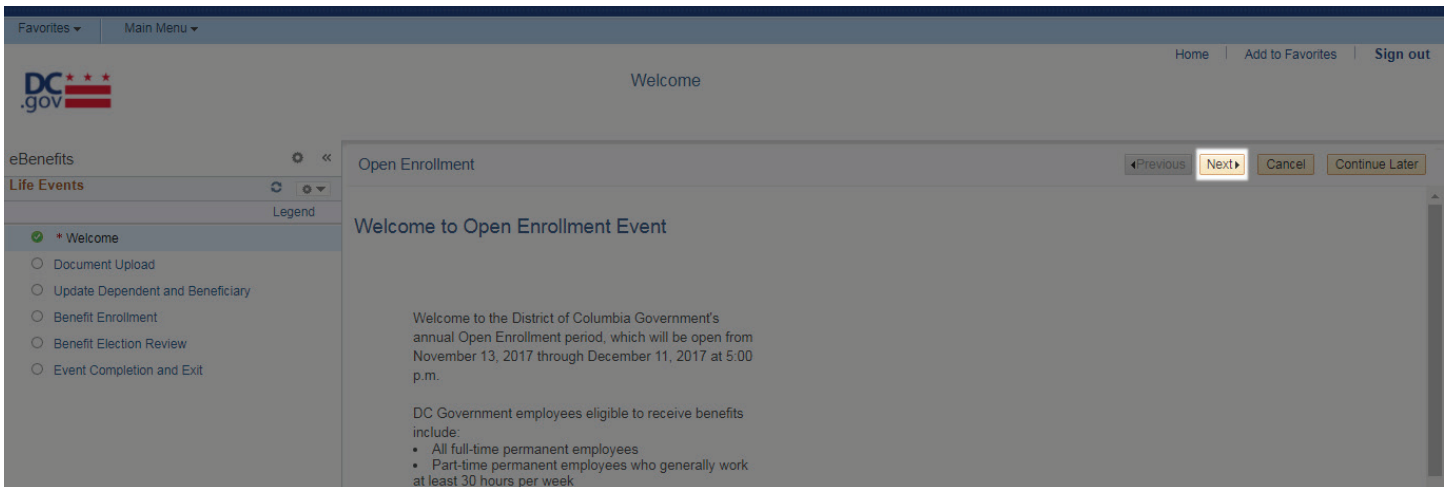 Favorites Main Menu
Home Add to Favorites Sign out
DC
.gov
Welcome
eBenefits
Open Enrollment
Previous Next Cancel Continue Later
Life Events
Legend
* Welcome
Document Upload
Update Dependent and Beneficiary
Benefit Enrollment
Benefit Election Review
Event Completion and Exit
Welcome to Open Enrollment Event
Welcome to the District of Columbia Government's
annual Open Enrollment period, which will be open from
November 13, 2017 through December 11, 2017 at 5:00
p.m.
DC Government employees eligible to receive benefits
include:
• All full-time permanent employees
• Part-time permanent employees who generally work
at least 30 hours per week